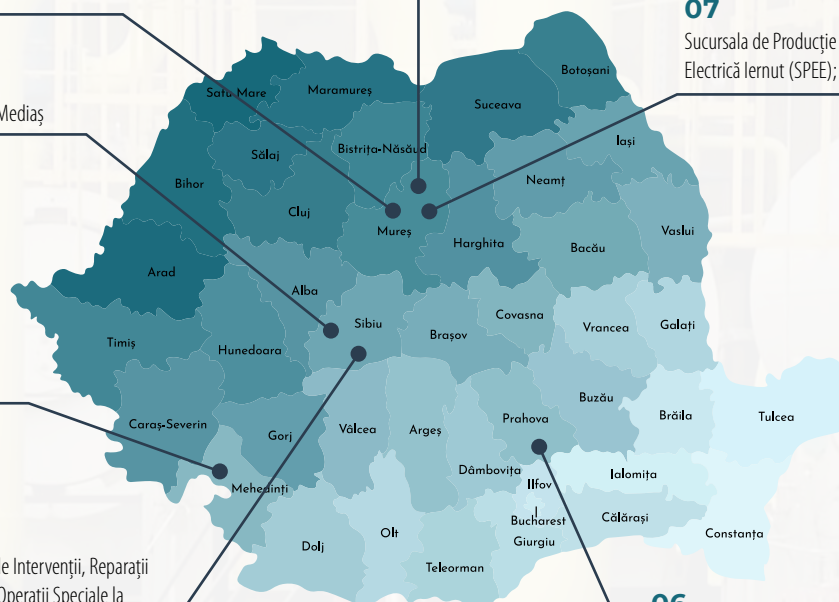 07
Sucursala de Producție
Electrică Iernut (SPEE);
Mediaș
Botoșani
Satu Mare
Maramureș
Suceava
Iași
Bistrița-Năsăud
Sălaj
Neamț
Bihor
Cluj
Mureș
Vaslui
Harghita
Bacău
Arad
Alba
Covasna
Sibiu
Vrancea
Galați
Brașov
Timiș
Hunedoara
Buzău
Brăila
Tulcea
Prahova
Caraș-Severin
Vâlcea
Argeș
Gorj
Dâmbovița
Ialomița
Ilfov
Mehedinți
Bucharest
Călărași
Giurgiu
Olt
Constanța
Dolj
Teleorman
de Intervenții, Reparații
Operații Speciale la
06